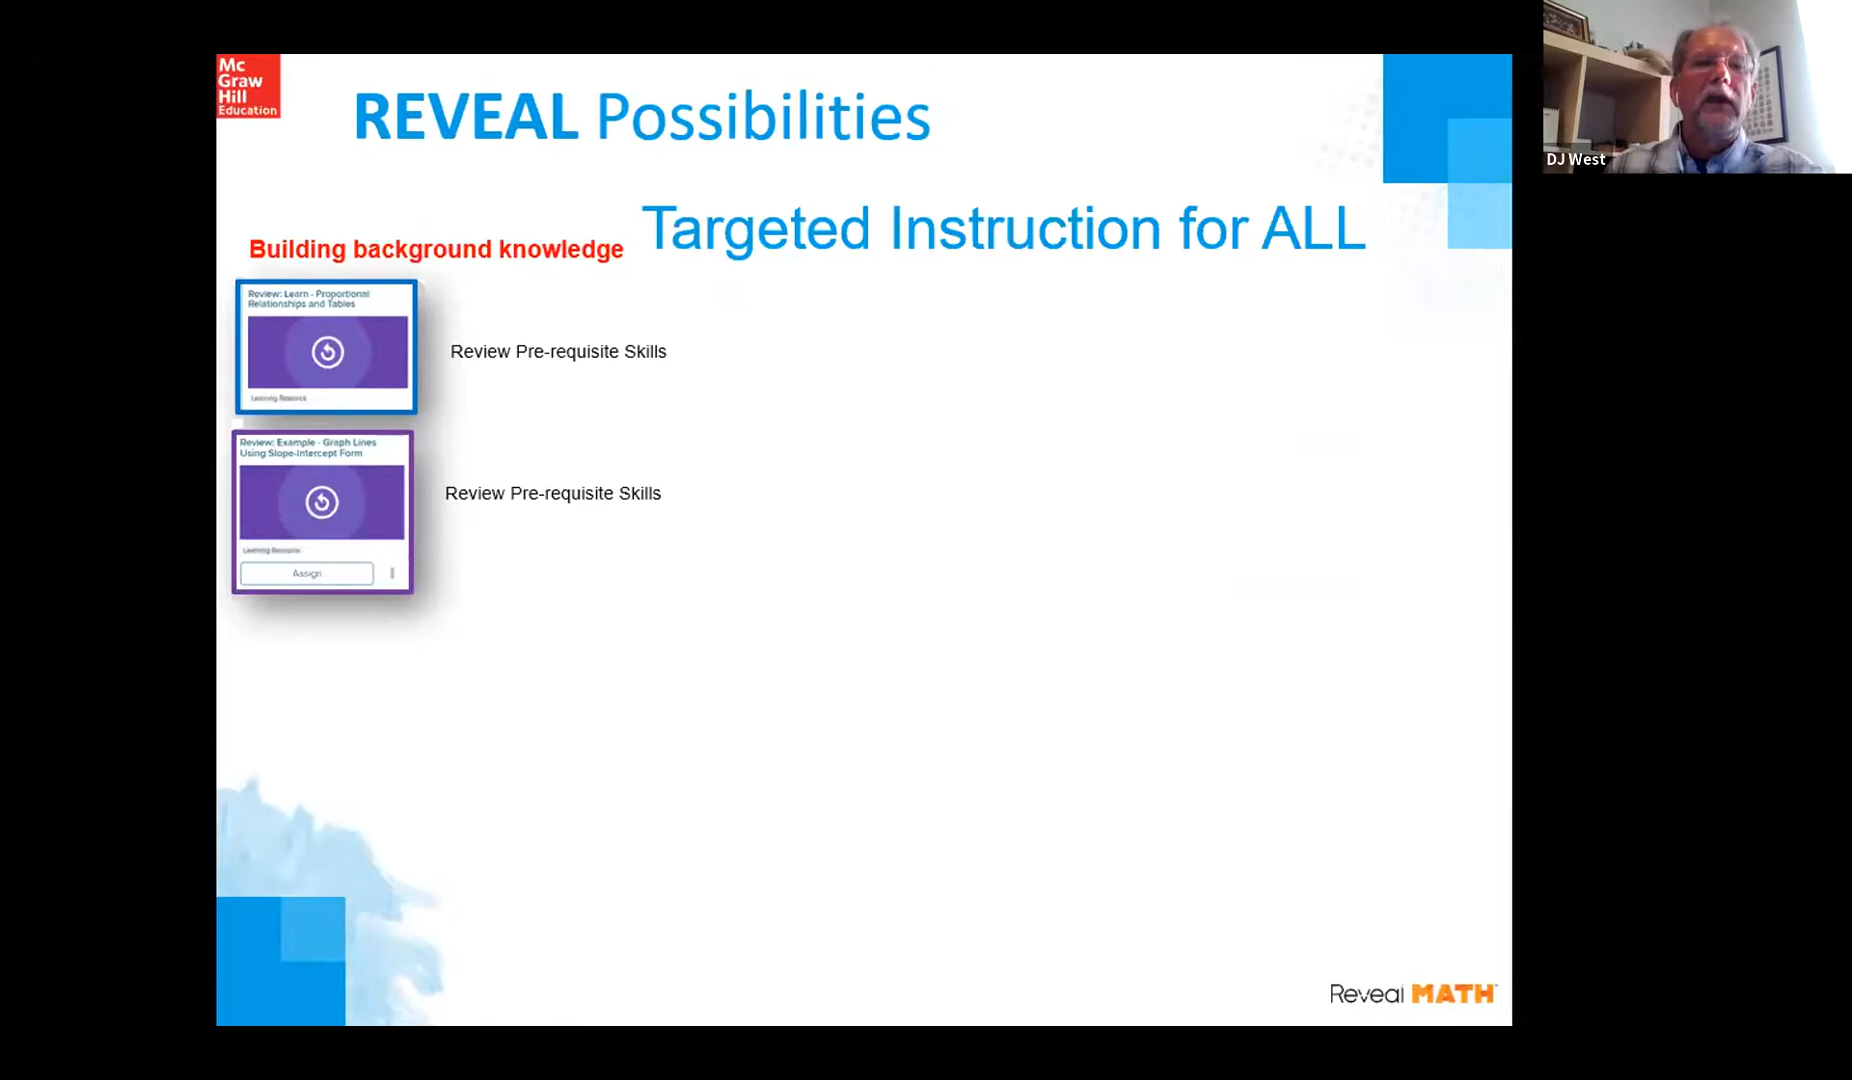 Mc
Graw
Hill
Education
REVEAL Possibilities
DJ West
Targeted Instruction for ALL
Building background knowledge
Review: Learn - Proportional
Relationships and Tables
Learning Resource
Review Pre-requisite Skills
Review: Example - Graph Lines
Using Slope-Intercept Form
Learning Resource
Assign
Review Pre-requisite Skills
Reveal MATH